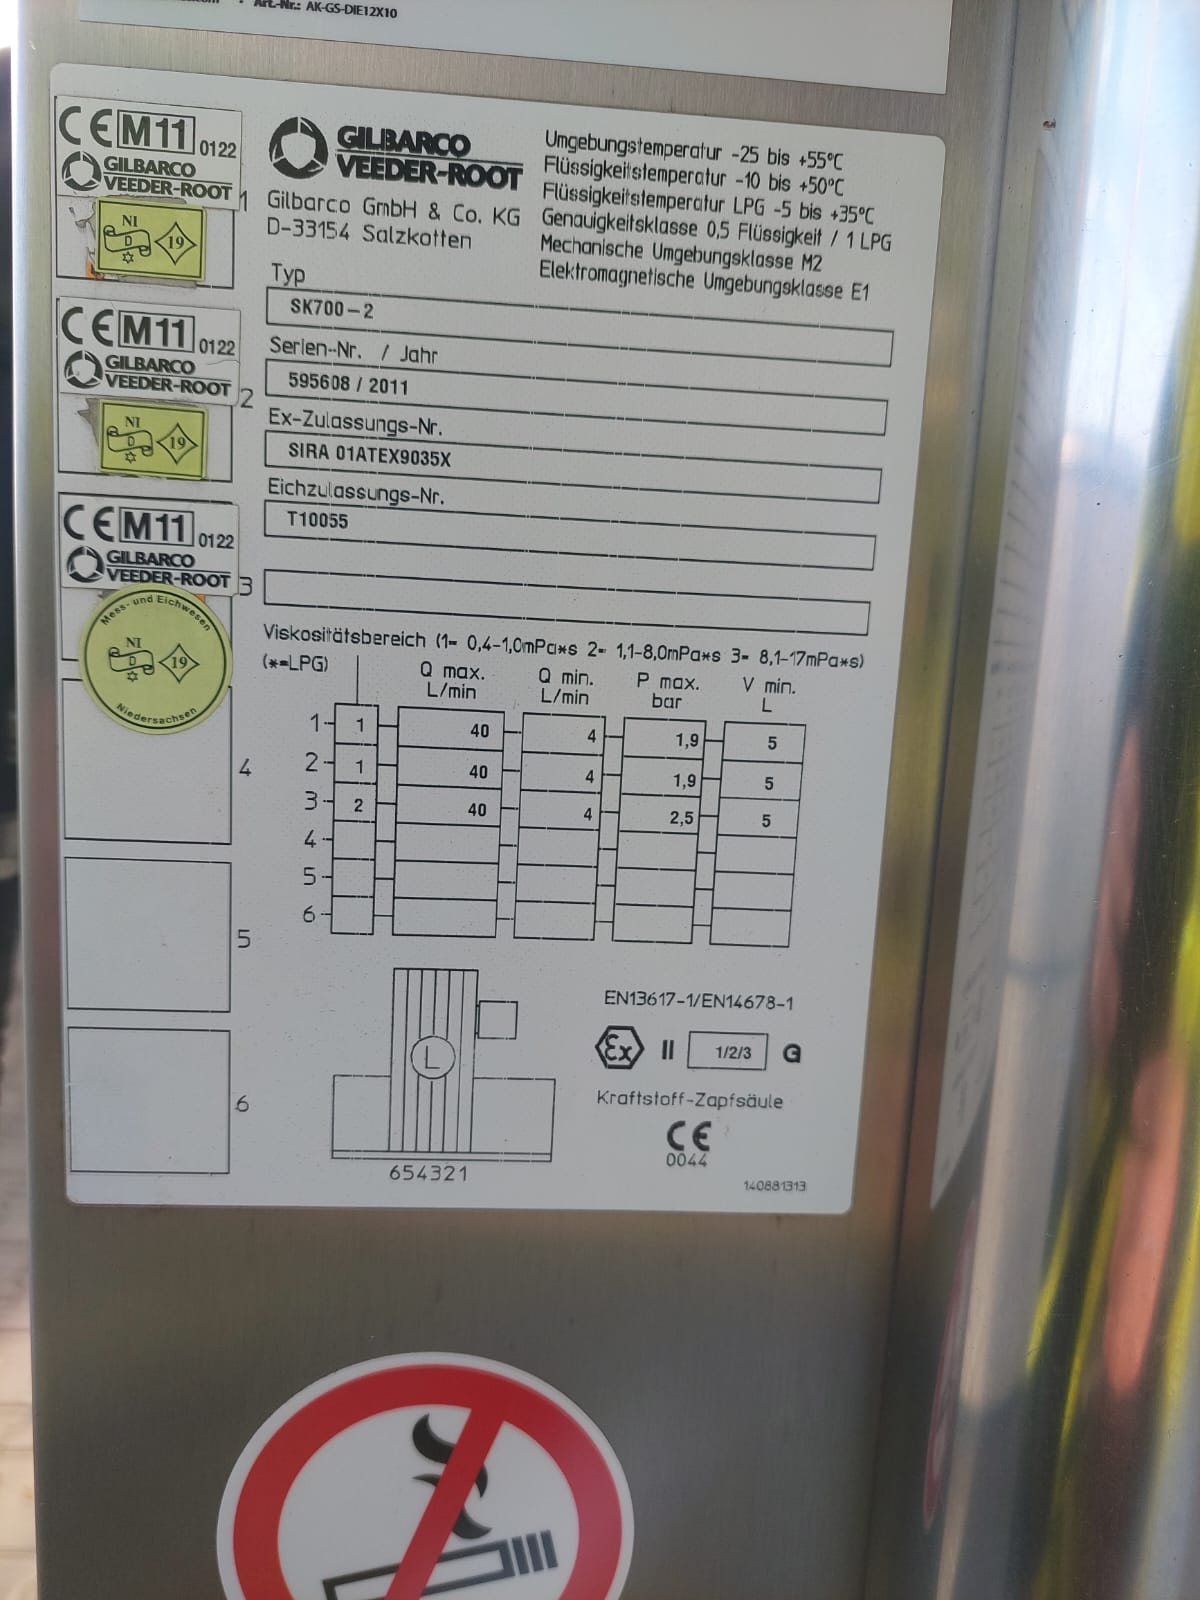 Art.-Nr.: AK-GS-DIE12X10
CE M11 0122
GILBARCO
VEEDER-ROOT
1
NI
D
19
CE M11 0122
GILBARCO
VEEDER-ROOT
2
NI
D
19
CE M11 0122
GILBARCO
VEEDER-ROOT
3
Mess- und Eichwesen
NI
D
19
Niedersachsen
4
5
6
GILBARCO
VEEDER-ROOT
Gilbarco GmbH & Co. KG
D-33154 Salzkotten
Umgebungstemperatur -25 bis +55°C
Flüssigkeitstemperatur -10 bis +50°C
Flüssigkeitstemperatur LPG -5 bis +35°C
Genauigkeitsklasse 0,5 Flüssigkeit / 1 LPG
Mechanische Umgebungsklasse M2
Elektromagnetische Umgebungsklasse E1
Typ
SK700-2
Serien-Nr. / Jahr
595608 / 2011
Ex-Zulassungs-Nr.
SIRA 01ATEX9035X
Eichzulassungs-Nr.
T10055
Viskositätsbereich (1= 0,4-1,0mPa*s 2= 1,1-8,0mPa*s 3= 8,1-17mPa*s)
(*=LPG) Q max. L/min Q min. L/min P max. bar V min. L
1 1 40 4 1,9 5
2 1 40 4 1,9 5
3 2 40 4 2,5 5
4
5
6
L
654321
EN13617-1/EN14678-1
Ex II 1/2/3 G
Kraftstoff-Zapfsäule
CE
0044
140881313